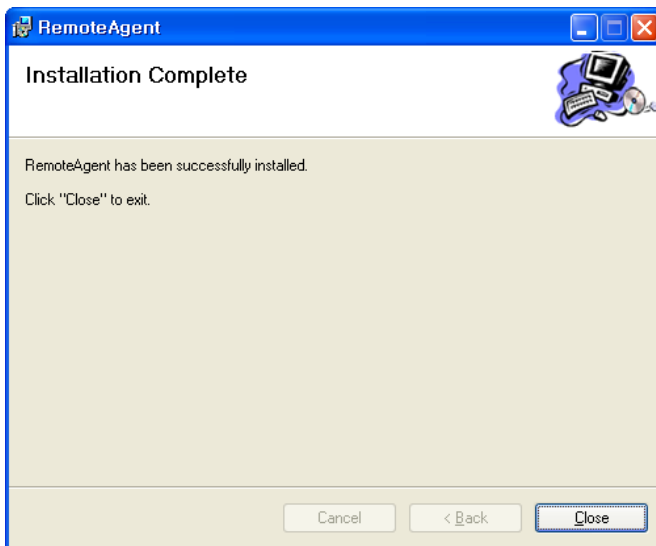 RemoteAgent
Installation Complete
RemoteAgent has been successfully installed.
Click "Close" to exit.
Cancel
< Back
Close